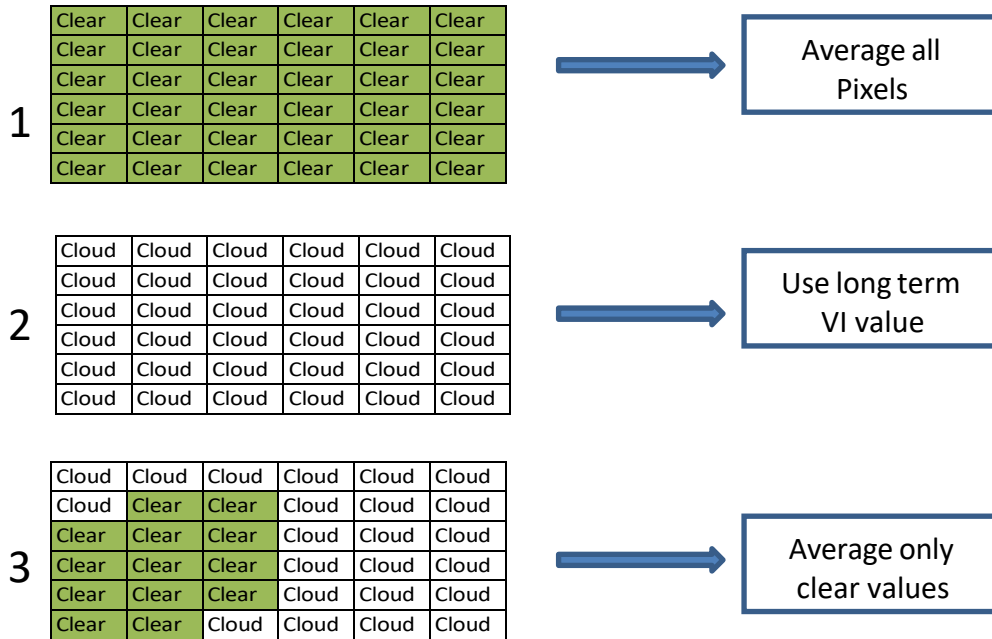 Clear Clear Clear Clear Clear Clear
Clear Clear Clear Clear Clear Clear
Clear Clear Clear Clear Clear Clear
Clear Clear Clear Clear Clear Clear
Clear Clear Clear Clear Clear Clear
Clear Clear Clear Clear Clear Clear
1
Average all
Pixels
Cloud Cloud Cloud Cloud Cloud Cloud
Cloud Cloud Cloud Cloud Cloud Cloud
Cloud Cloud Cloud Cloud Cloud Cloud
Cloud Cloud Cloud Cloud Cloud Cloud
Cloud Cloud Cloud Cloud Cloud Cloud
Cloud Cloud Cloud Cloud Cloud Cloud
2
Use long term
VI value
Cloud Cloud Cloud Cloud Cloud Cloud
Cloud Clear Clear Cloud Cloud Cloud
Clear Clear Clear Cloud Cloud Cloud
Clear Clear Clear Cloud Cloud Cloud
Clear Clear Clear Cloud Cloud Cloud
Clear Clear Cloud Cloud Cloud Cloud
3
Average only
clear values